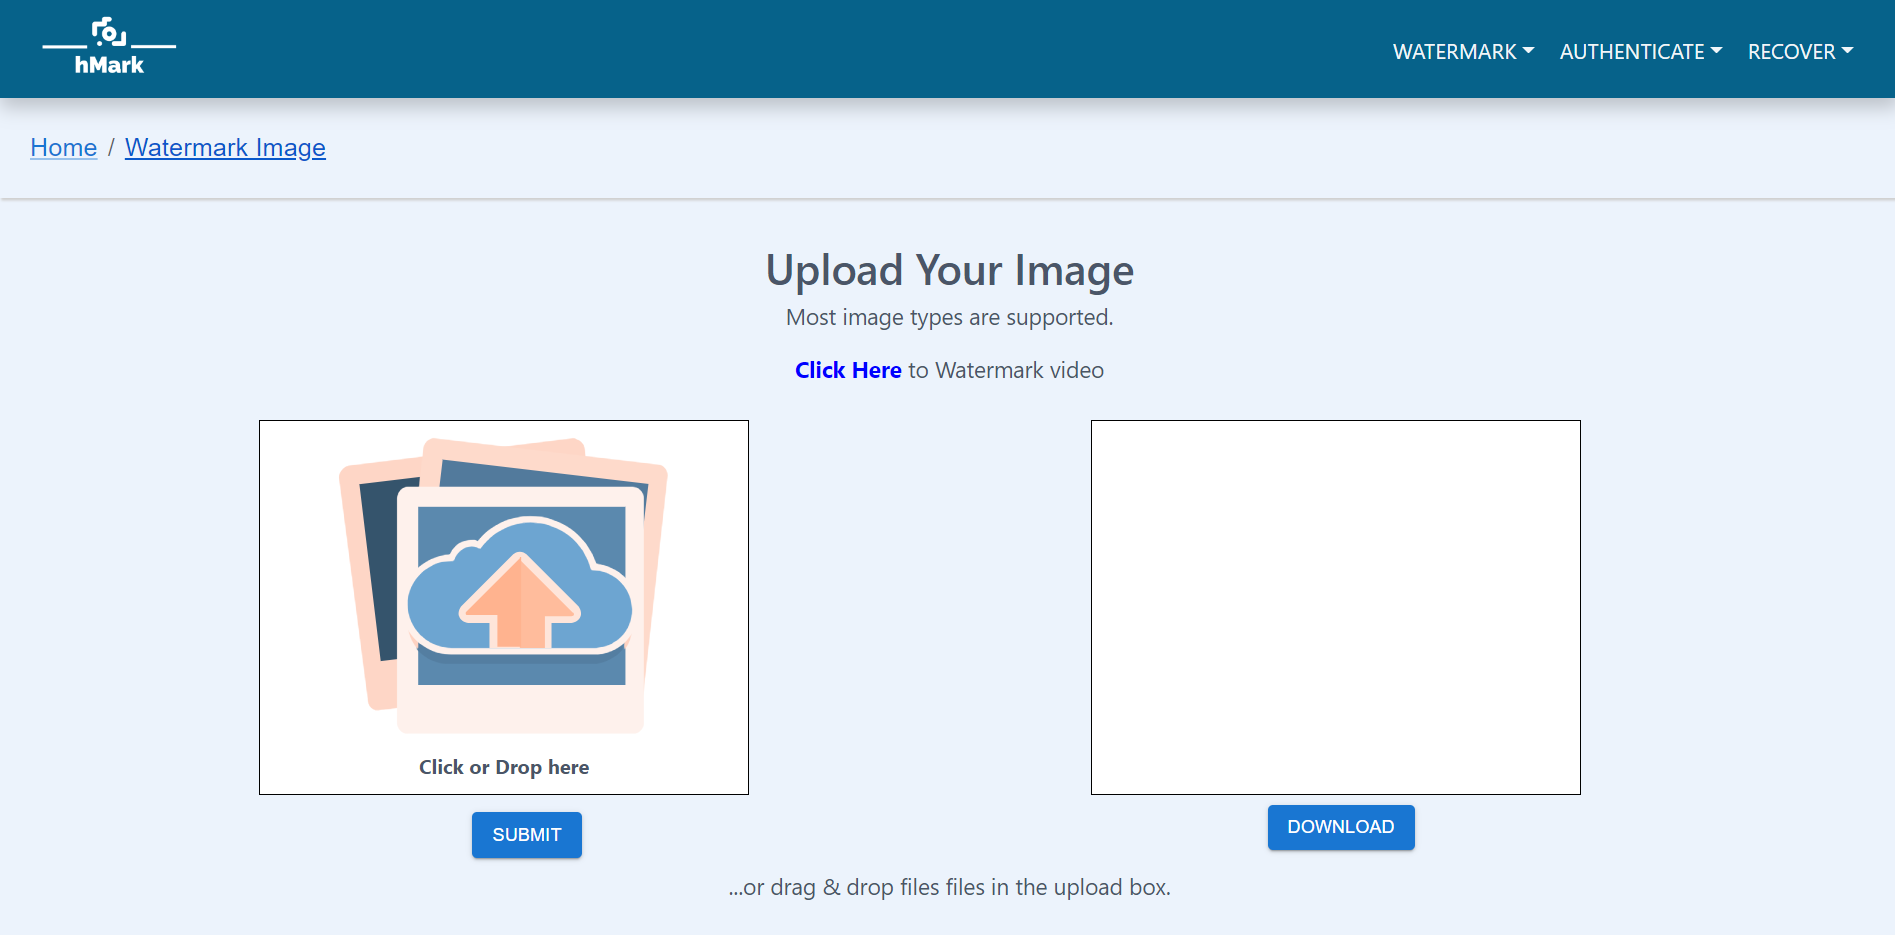 hMark
WATERMARK AUTHENTICATE RECOVER
Home / Watermark Image
Upload Your Image
Most image types are supported.
Click Here to Watermark video
Click or Drop here
SUBMIT
DOWNLOAD
...or drag & drop files files in the upload box.